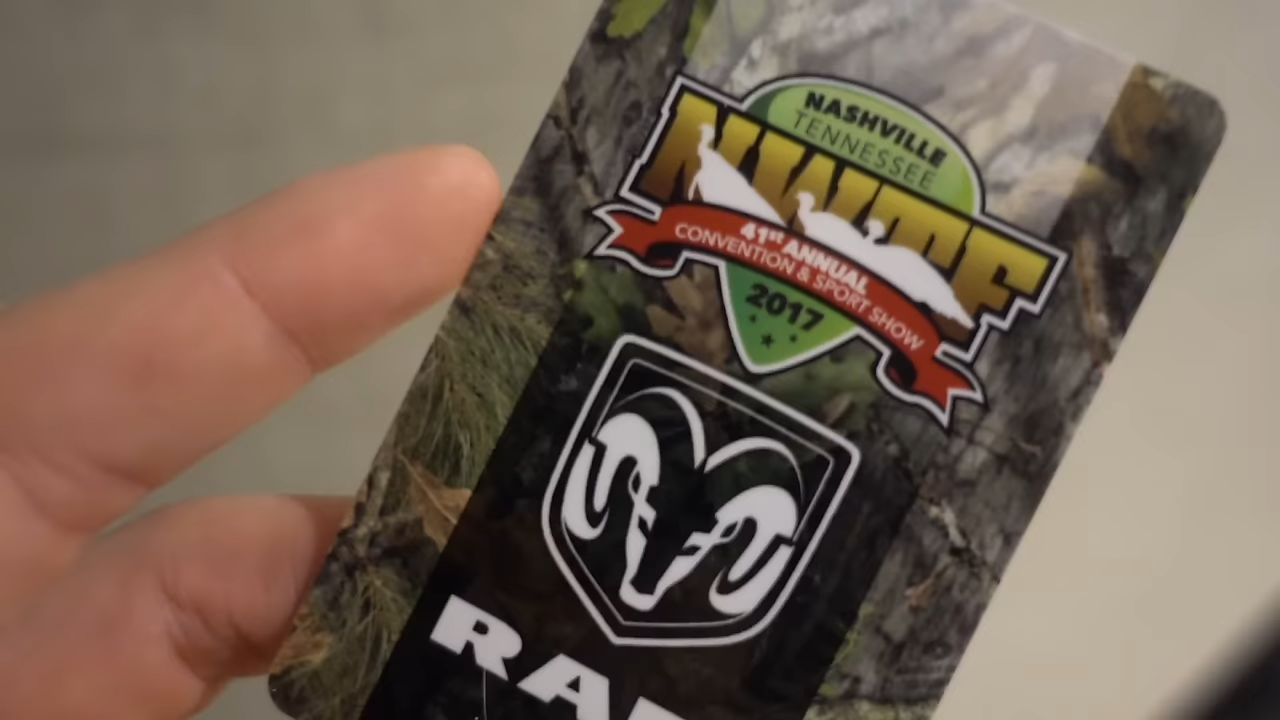 NASHVILLE
TENNESSEE
NWTF
41st ANNUAL
CONVENTION & SPORT SHOW
2017